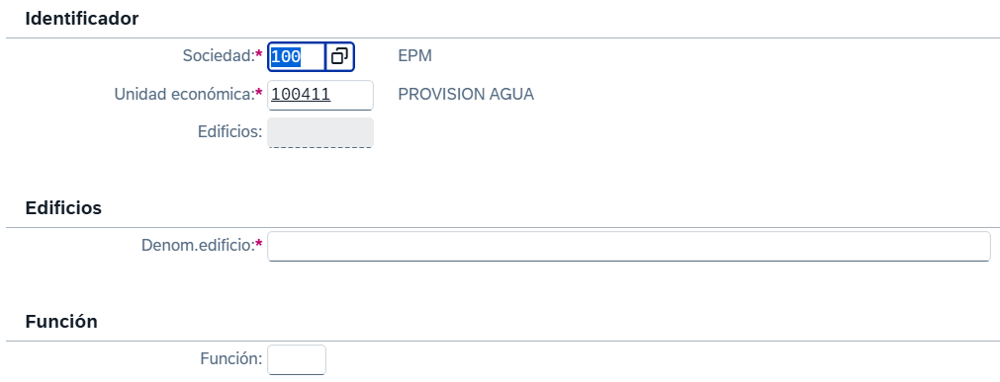 Identificador
Sociedad:* 100 EPM
Unidad económica:* 100411 PROVISION AGUA
Edificios:
Edificios
Denom.edificio:*
Función
Función: